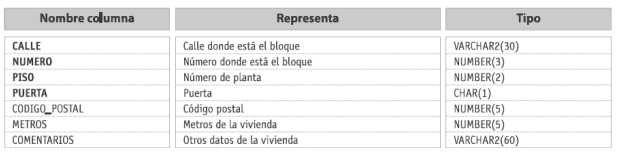 Nombre columna Representa Tipo
CALLE Calle donde está el bloque VARCHAR2(30)
NUMERO Número donde está el bloque NUMBER(3)
PISO Número de planta NUMBER(2)
PUERTA Puerta CHAR(1)
CODIGO_POSTAL Código postal NUMBER(5)
METROS Metros de la vivienda NUMBER(5)
COMENTARIOS Otros datos de la vivienda VARCHAR2(60)